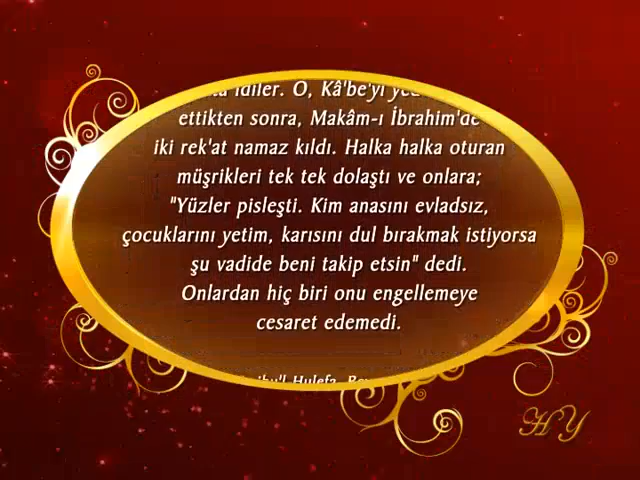 idiler. O, Kâ'be'yi
ettikten sonra, Makâm-ı İbrahim'de
iki rek'at namaz kıldı. Halka halka oturan
müşrikleri tek tek dolaştı ve onlara;
"Yüzler pisleşti. Kim anasını evladsız,
çocuklarını yetim, karısını dul bırakmak istiyorsa
şu vadide beni takip etsin" dedi.
Onlardan hiç biri onu engellemeye
cesaret edemedi.
Hulefa,
HY